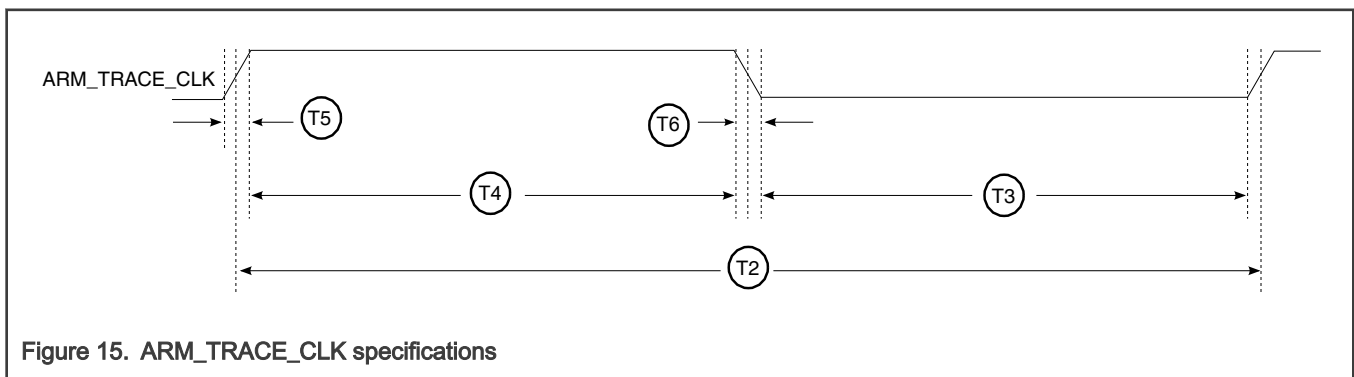 ARM_TRACE_CLK
T5
T6
T4
T3
T2
Figure 15. ARM_TRACE_CLK specifications